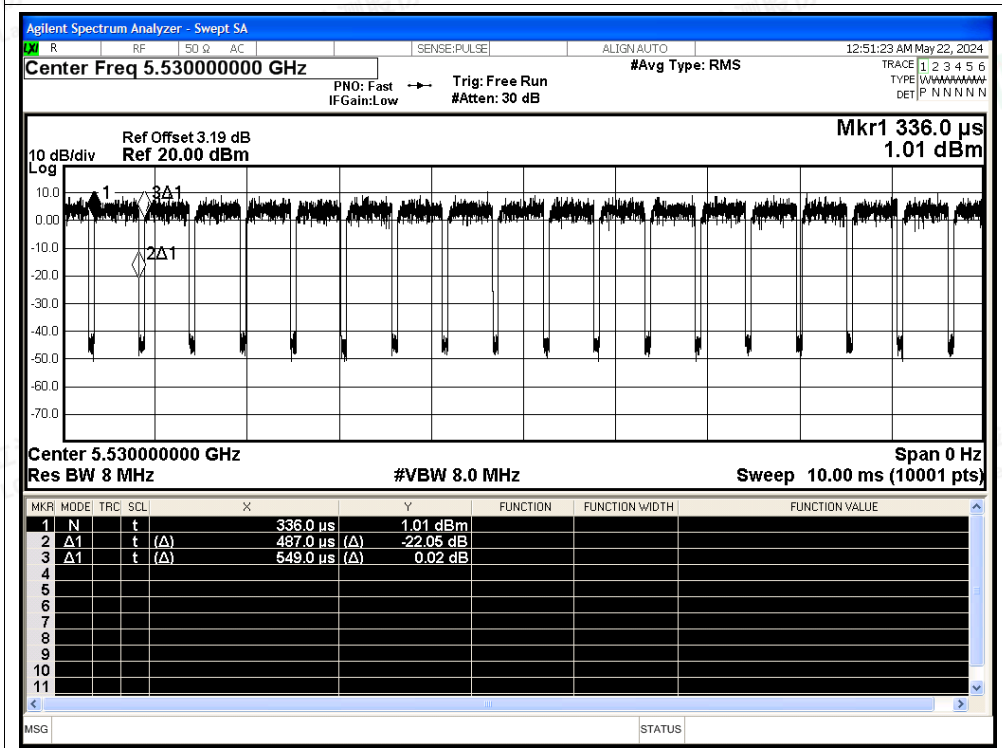 Agilent Spectrum Analyzer - Swept SA
LXI R RF 50 Ω AC SENSE:PULSE ALIGN AUTO 12:51:23 AM May 22, 2024
Center Freq 5.530000000 GHz #Avg Type: RMS TRACE 1 2 3 4 5 6
PNO: Fast Trig: Free Run TYPE WWWWWW
IFGain:Low #Atten: 30 dB DET P N N N N N
Mkr1 336.0 µs
Ref Offset 3.19 dB
10 dB/div Ref 20.00 dBm 1.01 dBm
Log
10.0
1 3Δ1
0.00
-10.0
2Δ1
-20.0
-30.0
-40.0
-50.0
-60.0
-70.0
Center 5.530000000 GHz Span 0 Hz
Res BW 8 MHz #VBW 8.0 MHz Sweep 10.00 ms (10001 pts)
MKR MODE TRC SCL X Y FUNCTION FUNCTION WIDTH FUNCTION VALUE
1 N t 336.0 µs 1.01 dBm
2 Δ1 t (Δ) 487.0 µs (Δ) -22.05 dB
3 Δ1 t (Δ) 549.0 µs (Δ) 0.02 dB
4
5
6
7
8
9
10
11
MSG STATUS